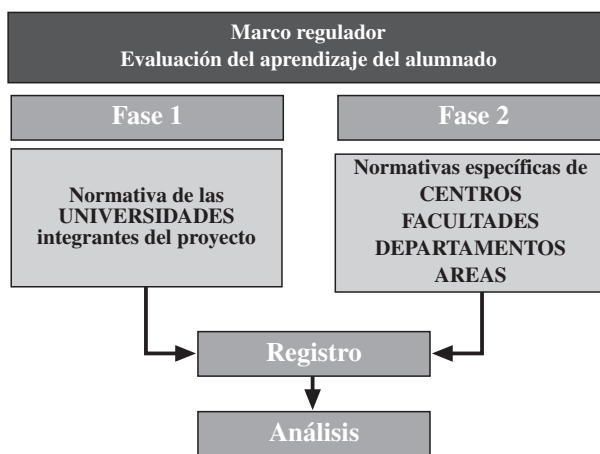 Marco regulador
Evaluación del aprendizaje del alumnado
Fase 1
Fase 2
Normativa de las
UNIVERSIDADES
integrantes del proyecto
Normativas específicas de
CENTROS
FACULTADES
DEPARTAMENTOS
AREAS
Registro
Análisis